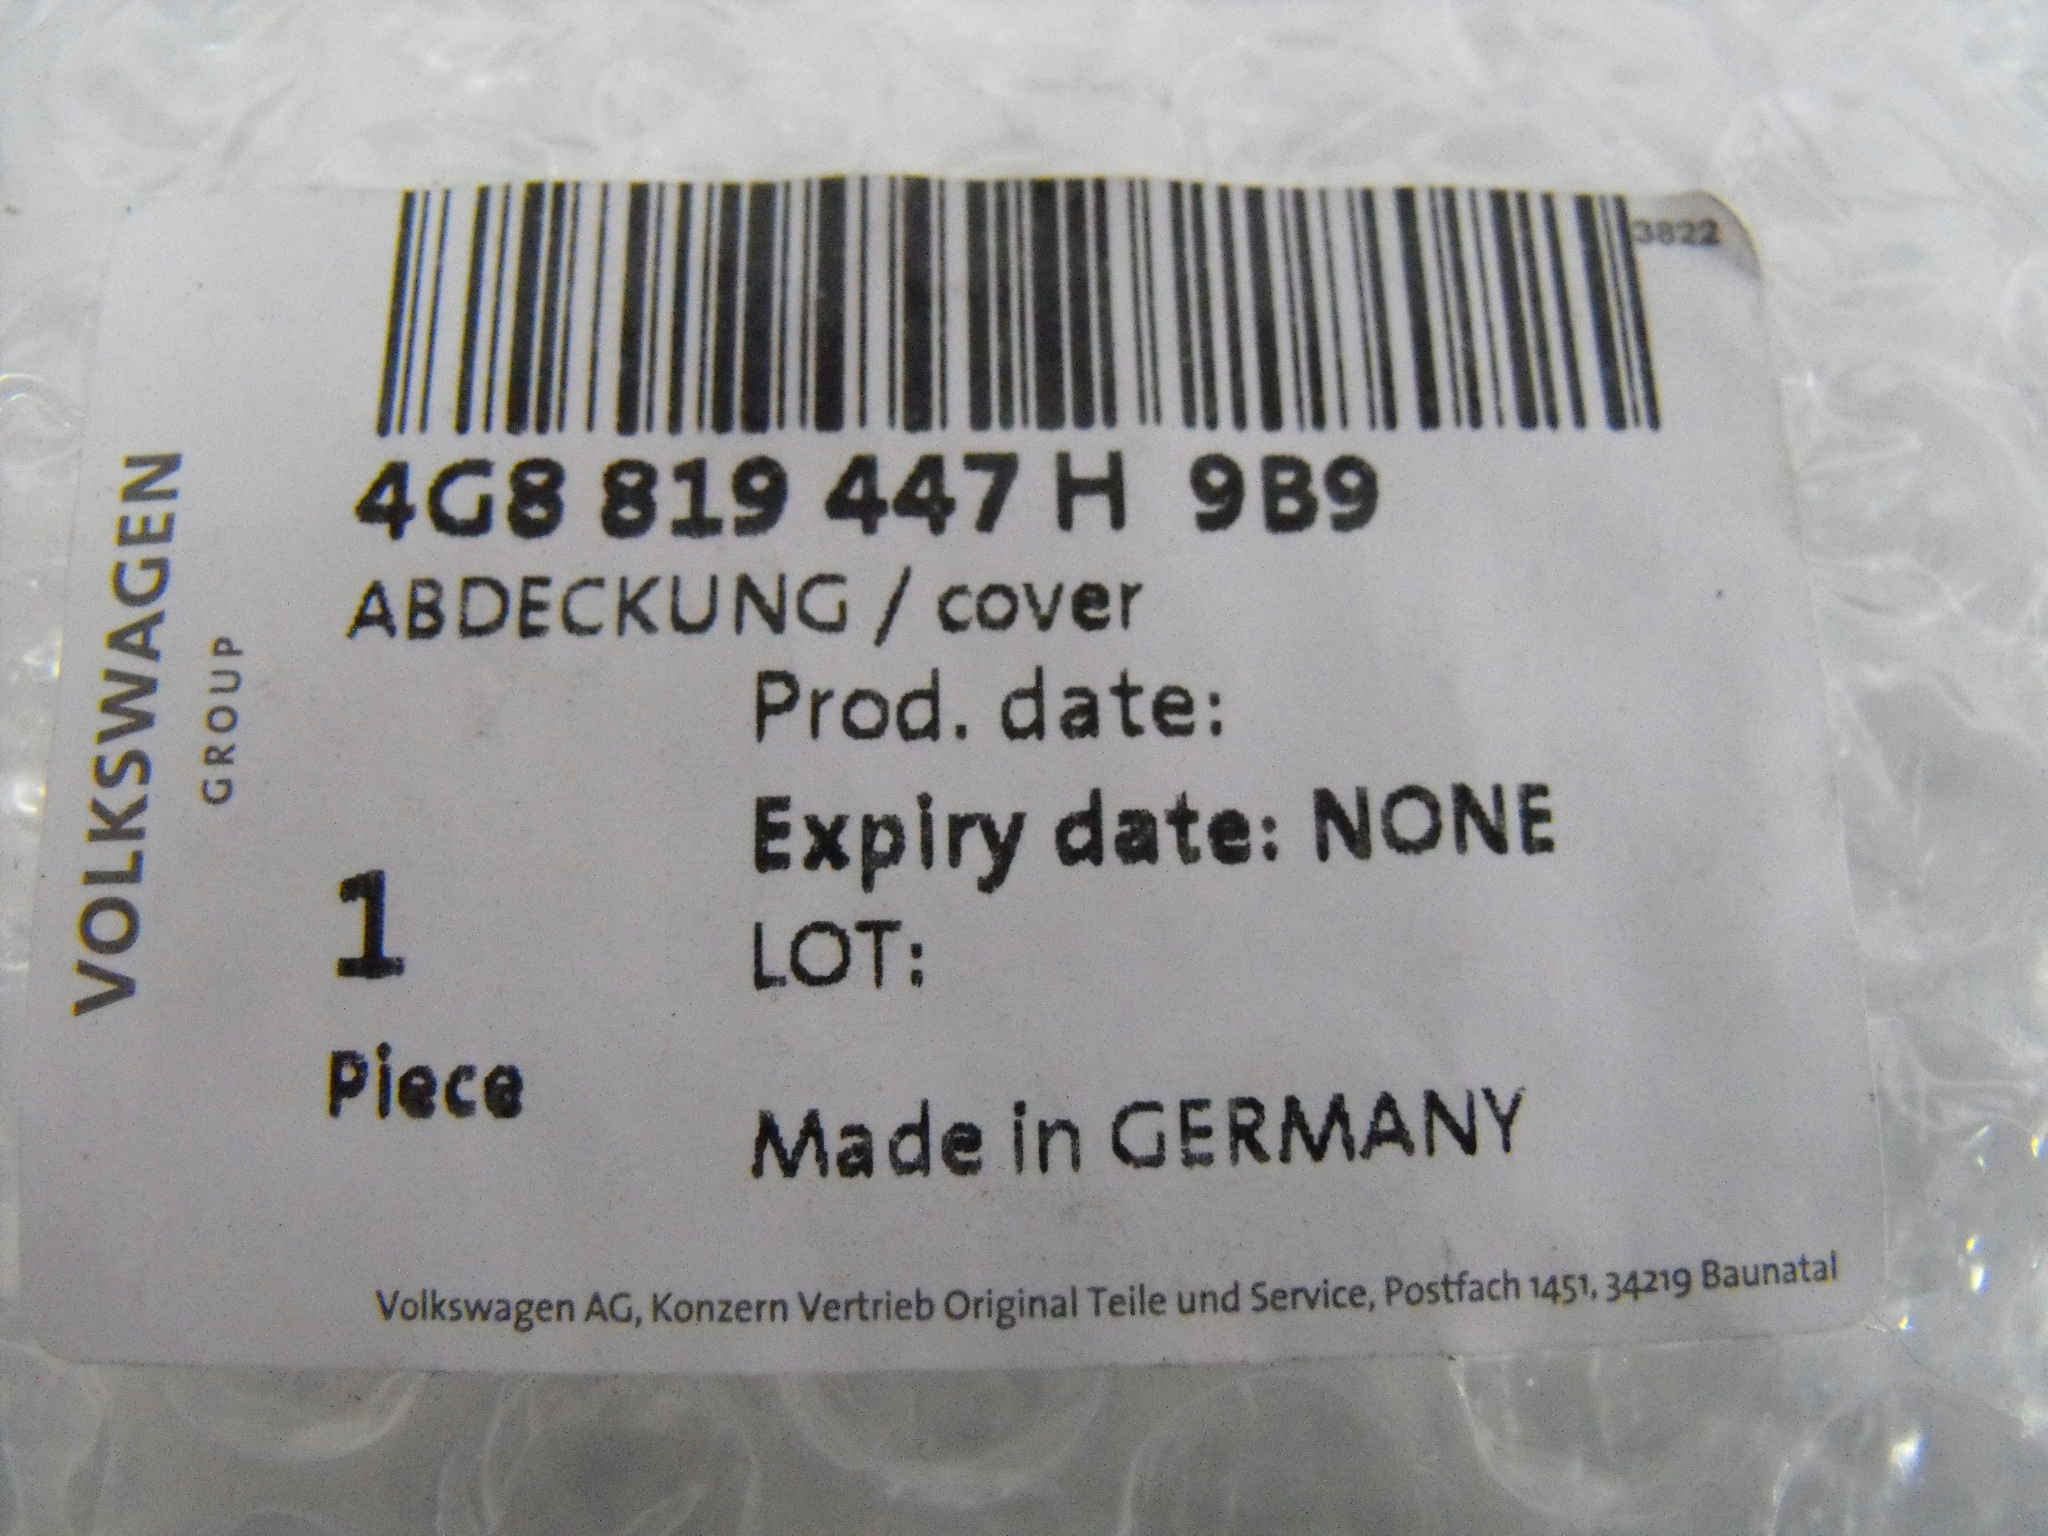 3822
4G8 819 447 H 9B9
ABDECKUNG / cover
Prod. date:
Expiry date: NONE
LOT:
1
Piece
Made in GERMANY
VOLKSWAGEN
GROUP
Volkswagen AG, Konzern Vertrieb Original Teile und Service, Postfach 1451, 34219 Baunatal